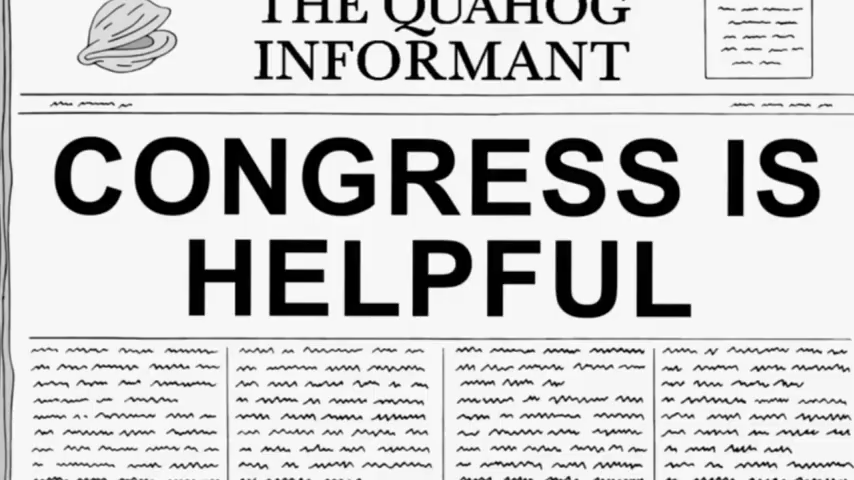 THE QUAHOG
INFORMANT
CONGRESS IS
HELPFUL